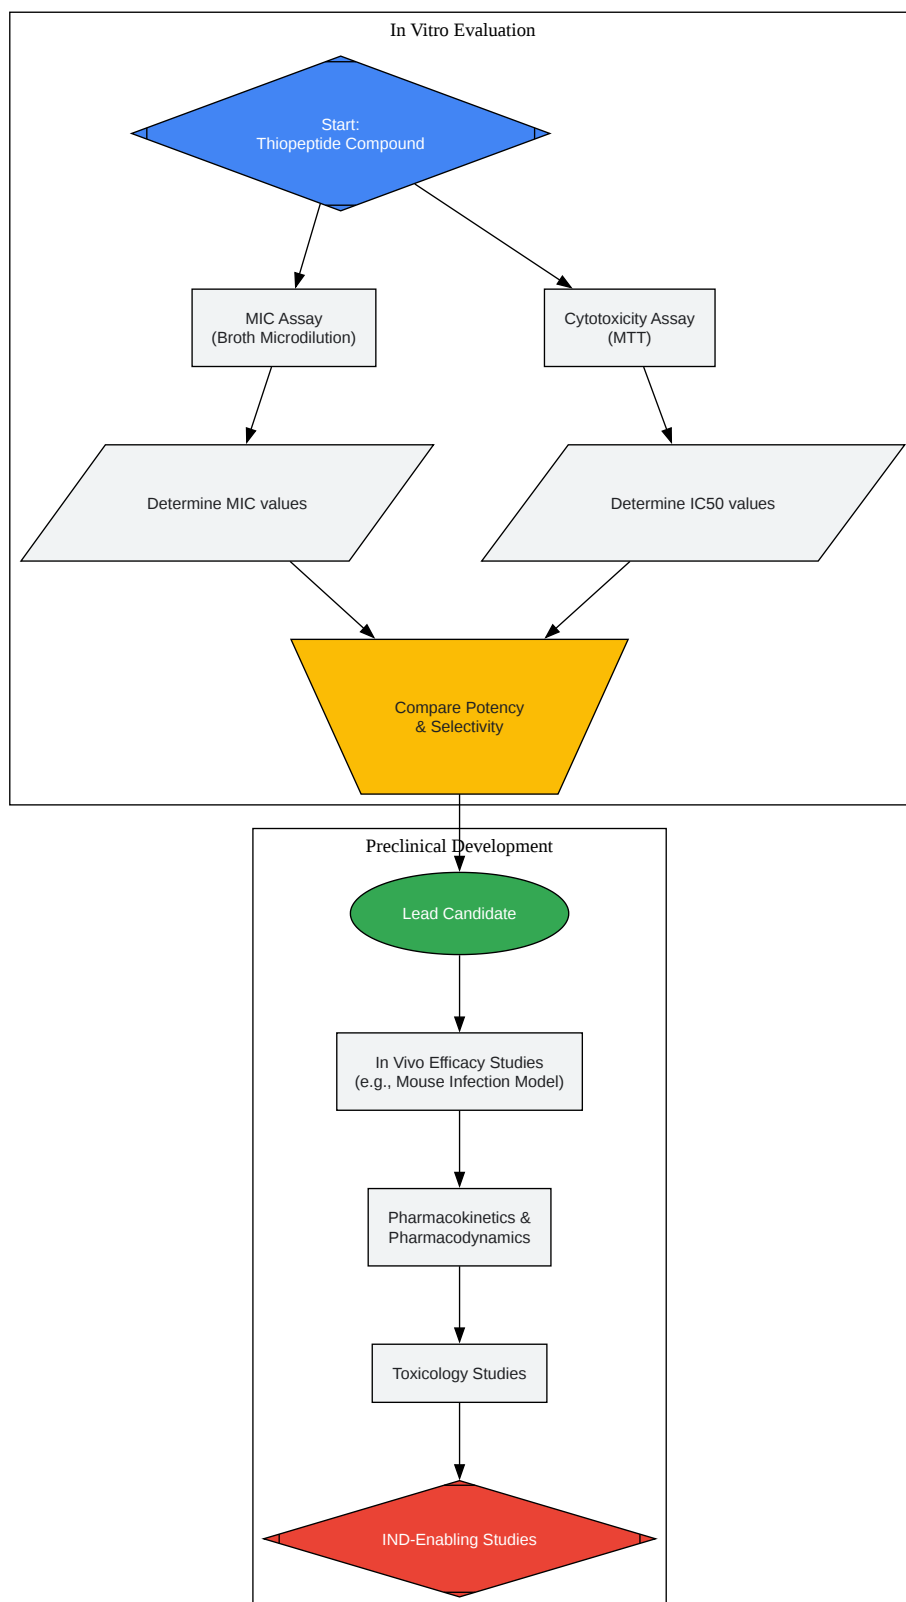 In Vitro Evaluation
Start:
Thiopeptide Compound
MIC Assay
(Broth Microdilution)
Cytotoxicity Assay
(MTT)
Determine MIC values
Determine IC50 values
Compare Potency
& Selectivity
Preclinical Development
Lead Candidate
In Vivo Efficacy Studies
(e.g., Mouse Infection Model)
Pharmacokinetics &
Pharmacodynamics
Toxicology Studies
IND-Enabling Studies